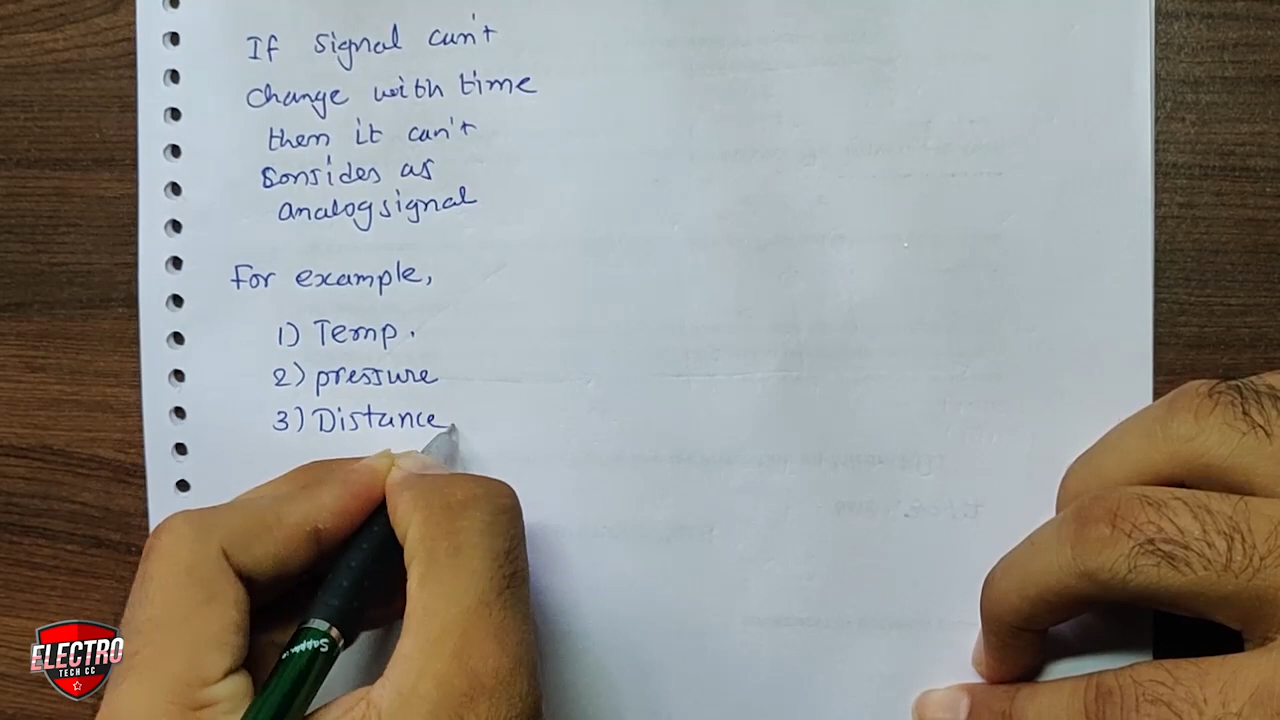 If signal can't
change with time
then it can't
consides as
analog signal
For example,
1) Temp.
2) pressure
3) Distance
ELECTRO
TECH CC